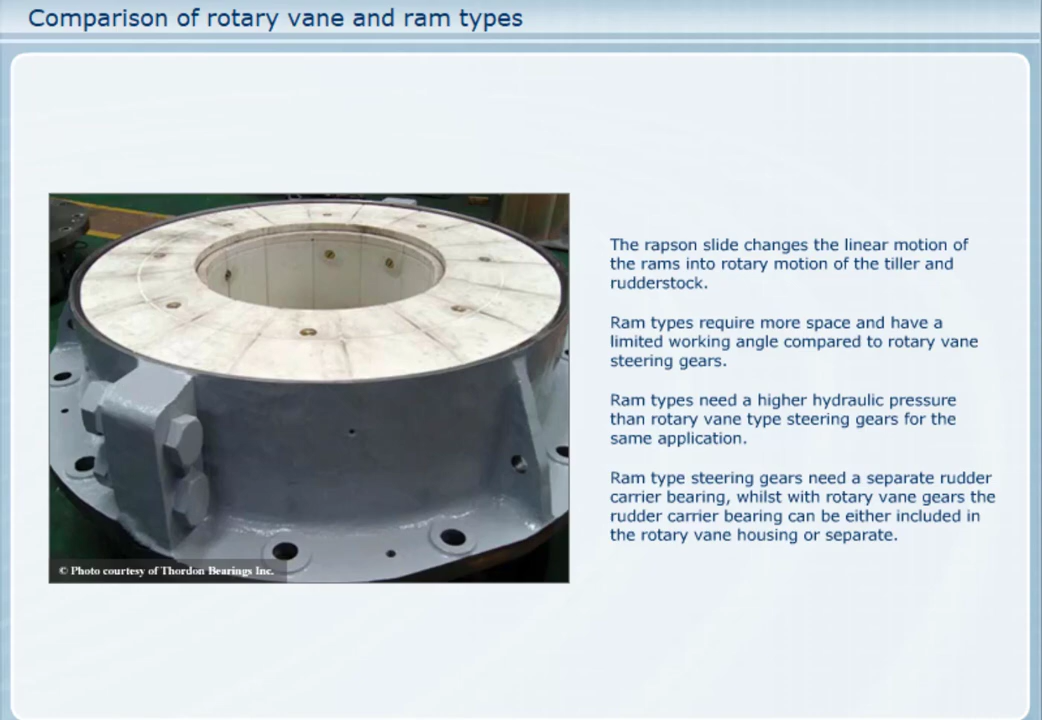 Comparison of rotary vane and ram types
The rapson slide changes the linear motion of
the rams into rotary motion of the tiller and
rudderstock.
Ram types require more space and have a
limited working angle compared to rotary vane
steering gears.
Ram types need a higher hydraulic pressure
than rotary vane type steering gears for the
same application.
Ram type steering gears need a separate rudder
carrier bearing, whilst with rotary vane gears the
rudder carrier bearing can be either included in
the rotary vane housing or separate.
© Photo courtesy of Thordon Bearings Inc.